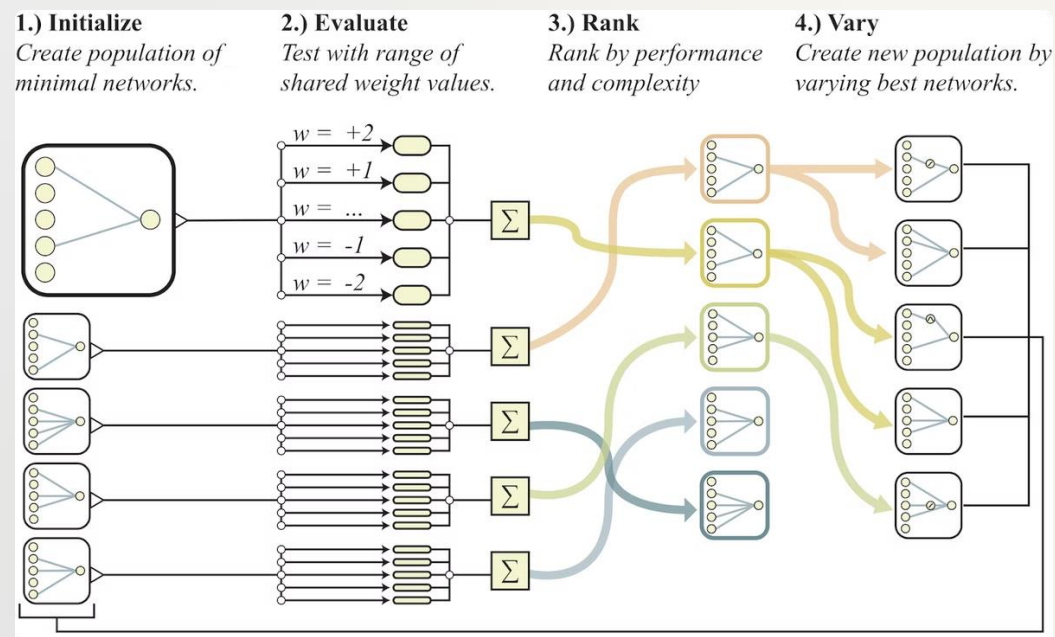 1.) Initialize
Create population of
minimal networks.
2.) Evaluate
Test with range of
shared weight values.
3.) Rank
Rank by performance
and complexity
4.) Vary
Create new population by
varying best networks.
w = +2
w = +1
w = ...
w = -1
w = -2
Σ
Σ
Σ
Σ
Σ